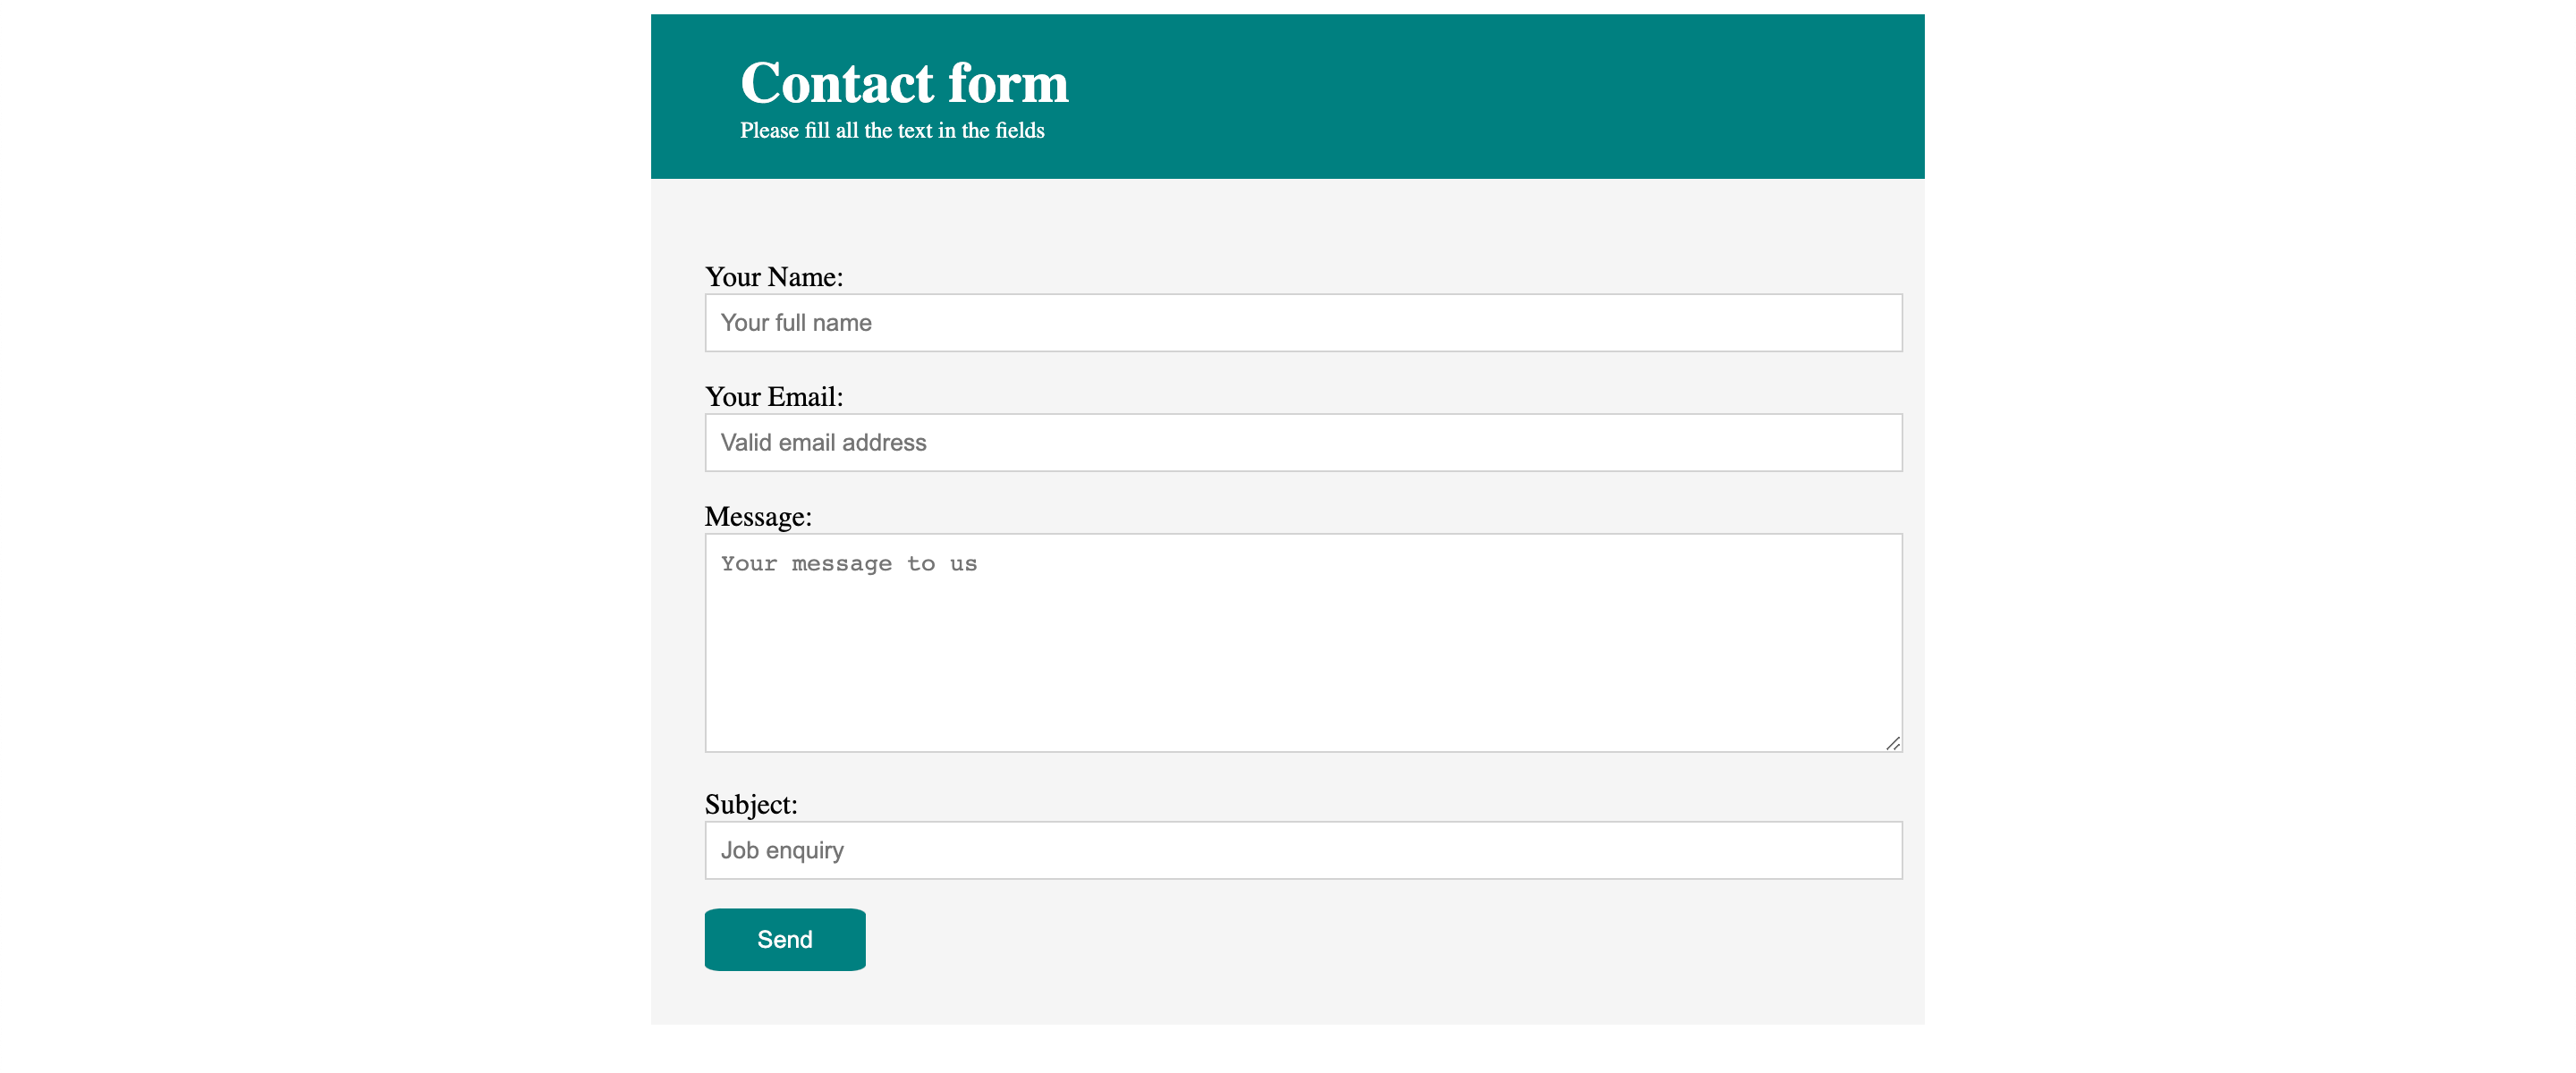 Contact form
Please fill all the text in the fields
Your Name:
Your full name
Your Email:
Valid email address
Message:
Your message to us
Subject:
Job enquiry
Send